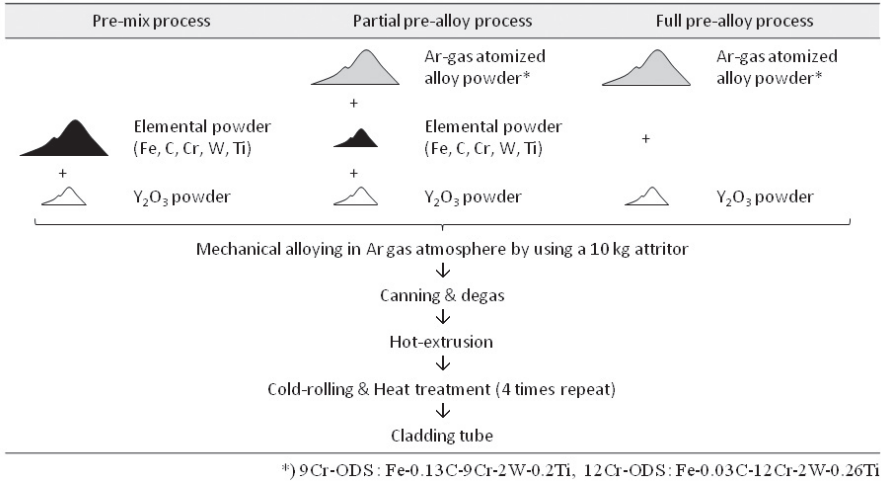 Pre-mix process Partial pre-alloy process Full pre-alloy process
Ar-gas atomized alloy powder*
Ar-gas atomized alloy powder*
+
Elemental powder (Fe, C, Cr, W, Ti)
Elemental powder (Fe, C, Cr, W, Ti)
+
+
+
Y₂O₃ powder
Y₂O₃ powder
+
Y₂O₃ powder
Mechanical alloying in Ar gas atmosphere by using a 10 kg attritor
Canning & degas
Hot-extrusion
Cold-rolling & Heat treatment (4 times repeat)
Cladding tube
*) 9Cr-ODS: Fe-0.13C-9Cr-2W-0.2Ti, 12Cr-ODS: Fe-0.03C-12Cr-2W-0.26Ti